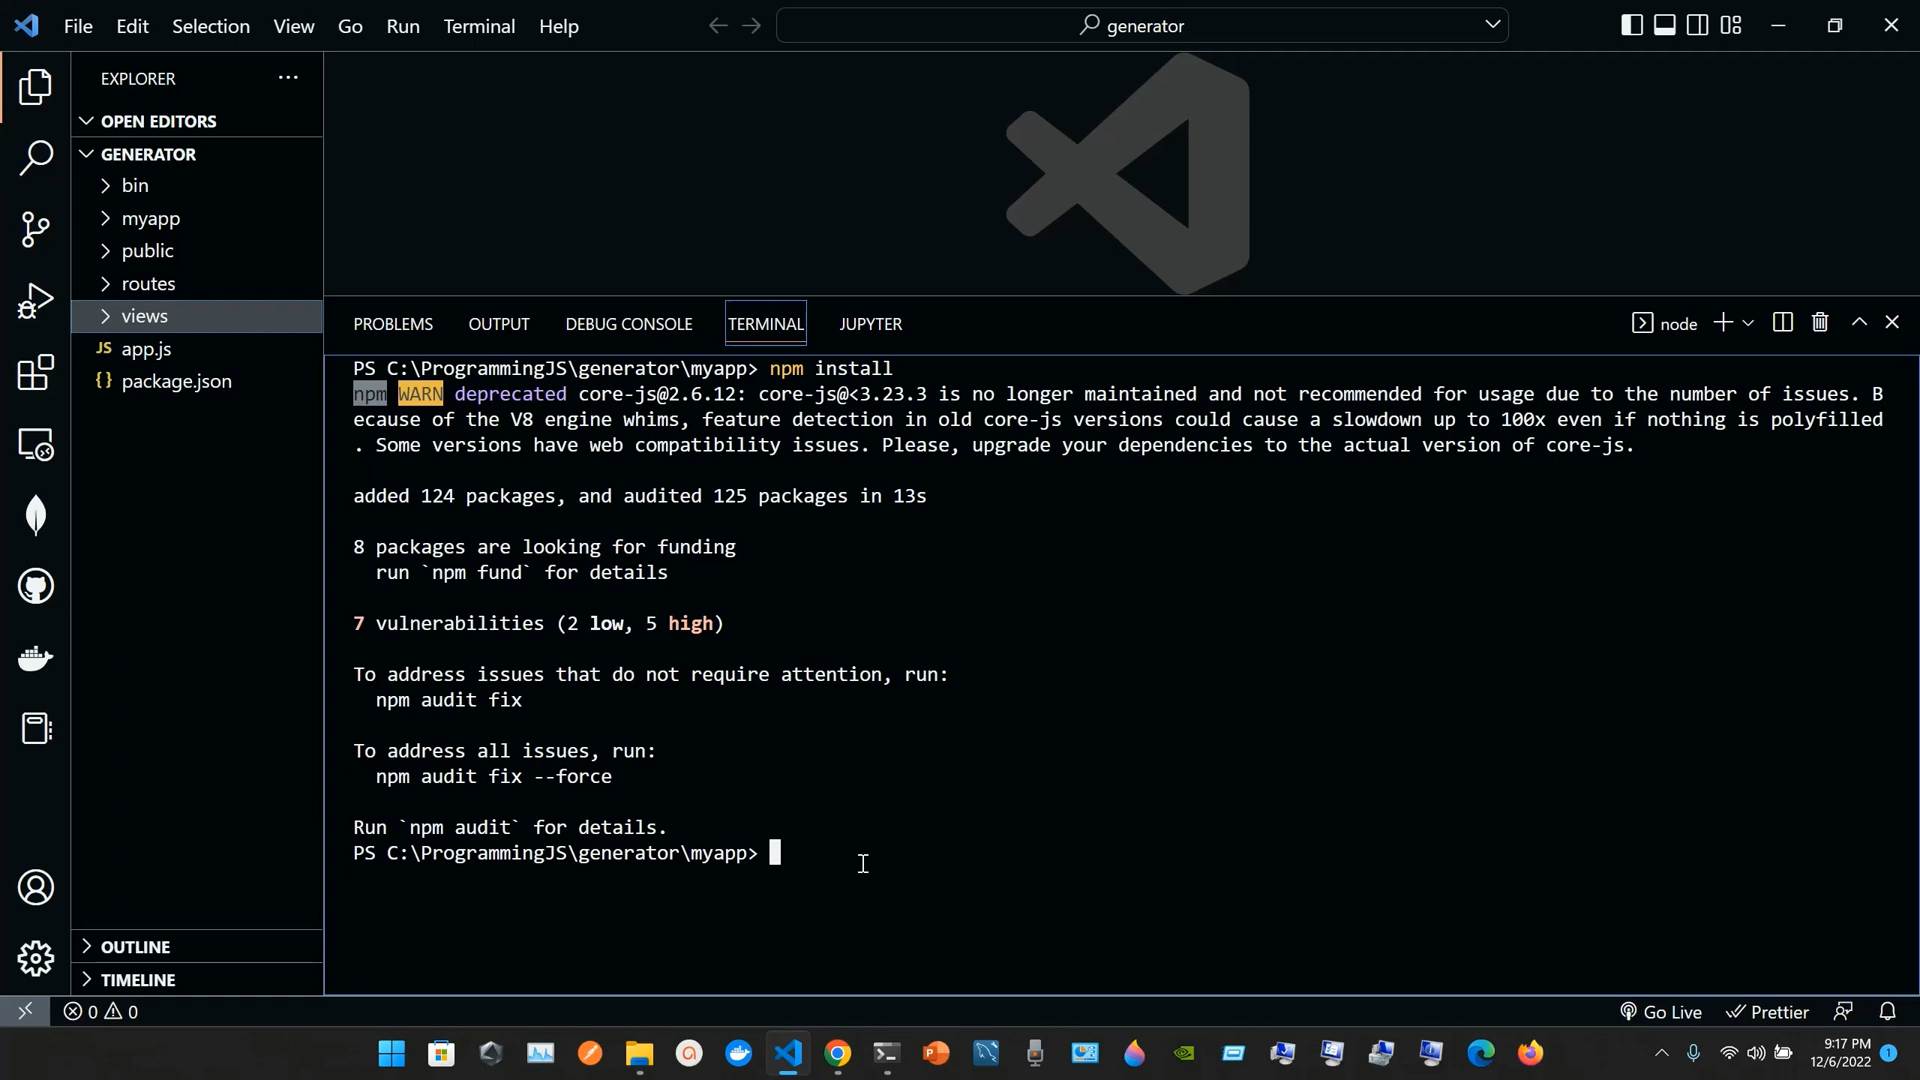 File Edit Selection View Go Run Terminal Help
generator
EXPLORER
OPEN EDITORS
GENERATOR
bin
myapp
public
routes
views
JS app.js
{} package.json
OUTLINE
TIMELINE
PROBLEMS OUTPUT DEBUG CONSOLE TERMINAL JUPYTER
node
PS C:\ProgrammingJS\generator\myapp> npm install
npm WARN deprecated core-js@2.6.12: core-js@<3.23.3 is no longer maintained and not recommended for usage due to the number of issues. B
ecause of the V8 engine whims, feature detection in old core-js versions could cause a slowdown up to 100x even if nothing is polyfilled
. Some versions have web compatibility issues. Please, upgrade your dependencies to the actual version of core-js.
added 124 packages, and audited 125 packages in 13s
8 packages are looking for funding
run `npm fund` for details
7 vulnerabilities (2 low, 5 high)
To address issues that do not require attention, run:
npm audit fix
To address all issues, run:
npm audit fix --force
Run `npm audit` for details.
PS C:\ProgrammingJS\generator\myapp>
0 0
Go Live Prettier
9:17 PM
12/6/2022
1